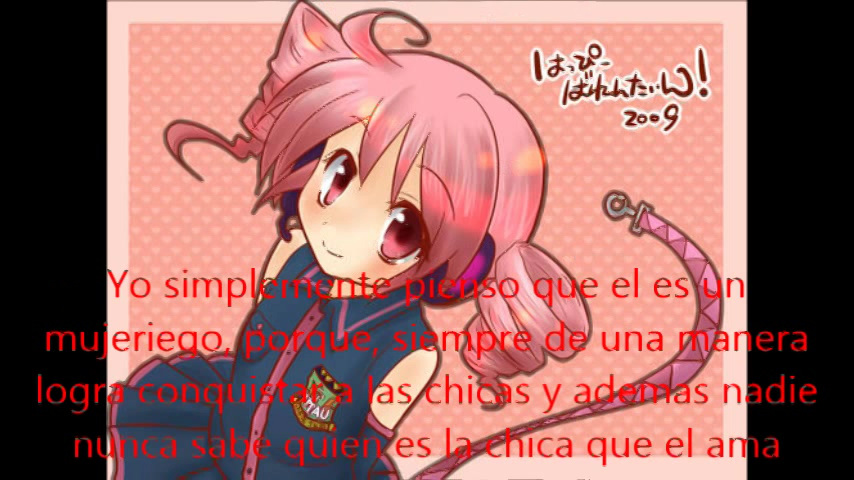 はっぴー
ばれんたいん!
2009
Yo simplemente pienso que el es un
mujeriego, porque, siempre de una manera
logra conquistar a las chicas y ademas nadie
nunca sabe quien es la chica que el ama
UTAU